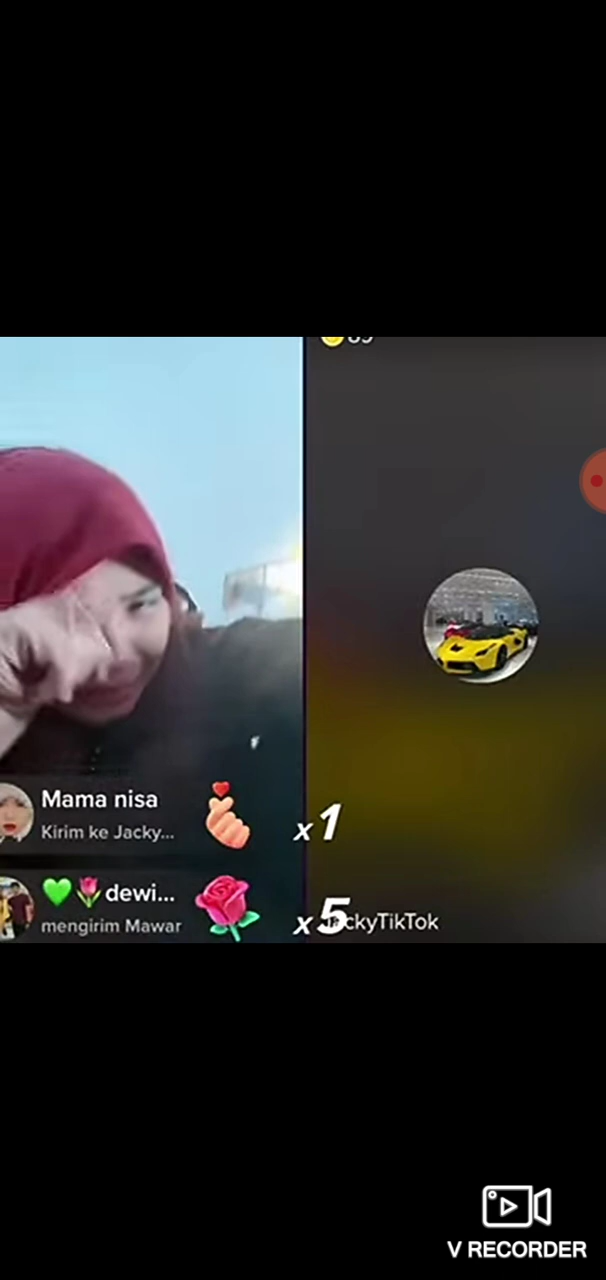 Mama nisa
Kirim ke Jacky...
x1
dewi...
mengirim Mawar
x5
ckyTikTok
V RECORDER